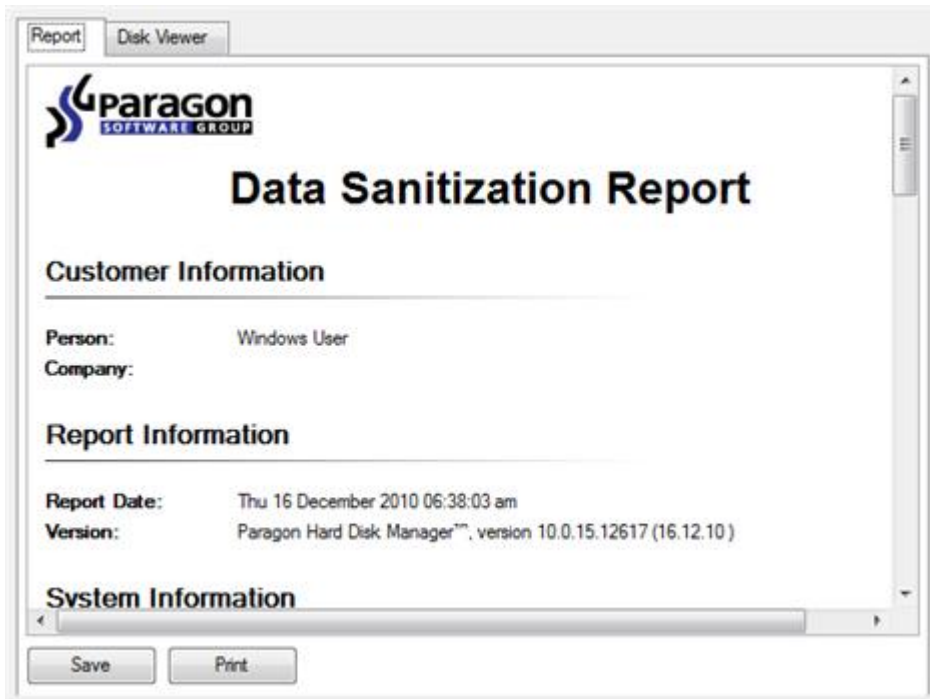 Report Disk Viewer
Paragon
SOFTWARE GROUP
Data Sanitization Report
Customer Information
Person: Windows User
Company:
Report Information
Report Date: Thu 16 December 2010 06:38:03 am
Version: Paragon Hard Disk Manager™, version 10.0.15.12617 (16.12.10 )
System Information
Save Print